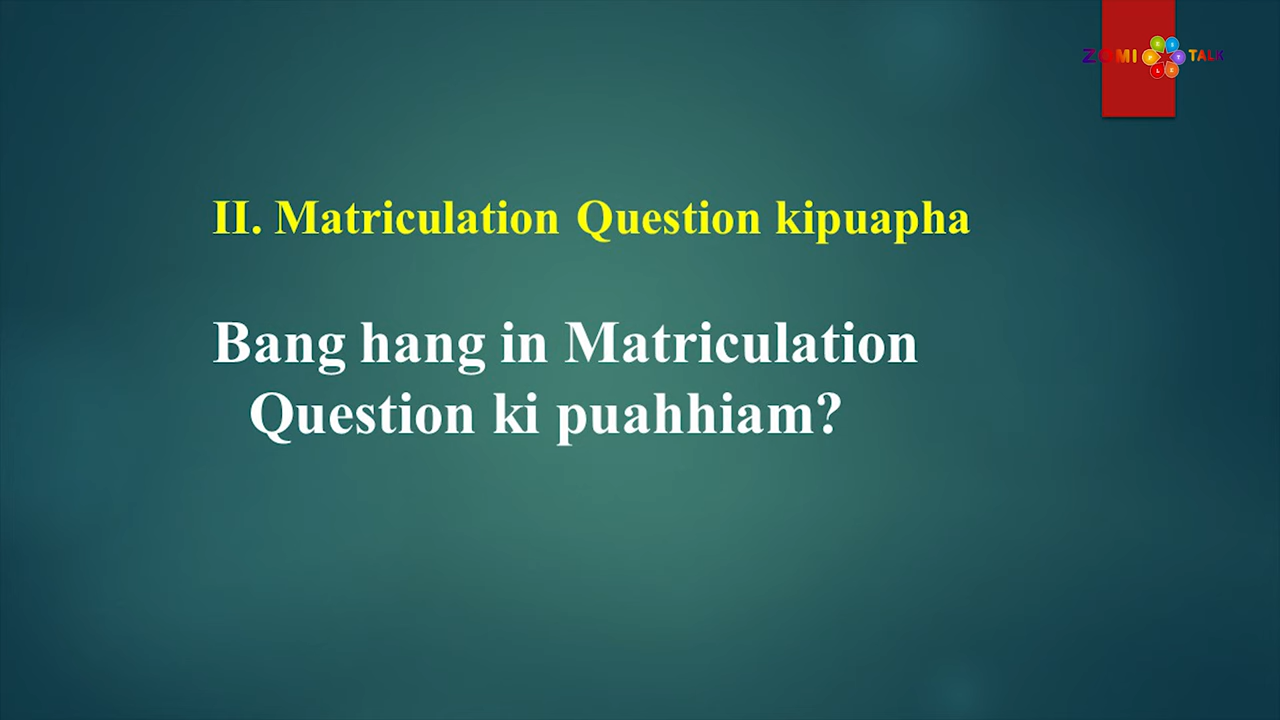 ZOMI TALK
II. Matriculation Question kipuapha
Bang hang in Matriculation
Question ki puahhiam?